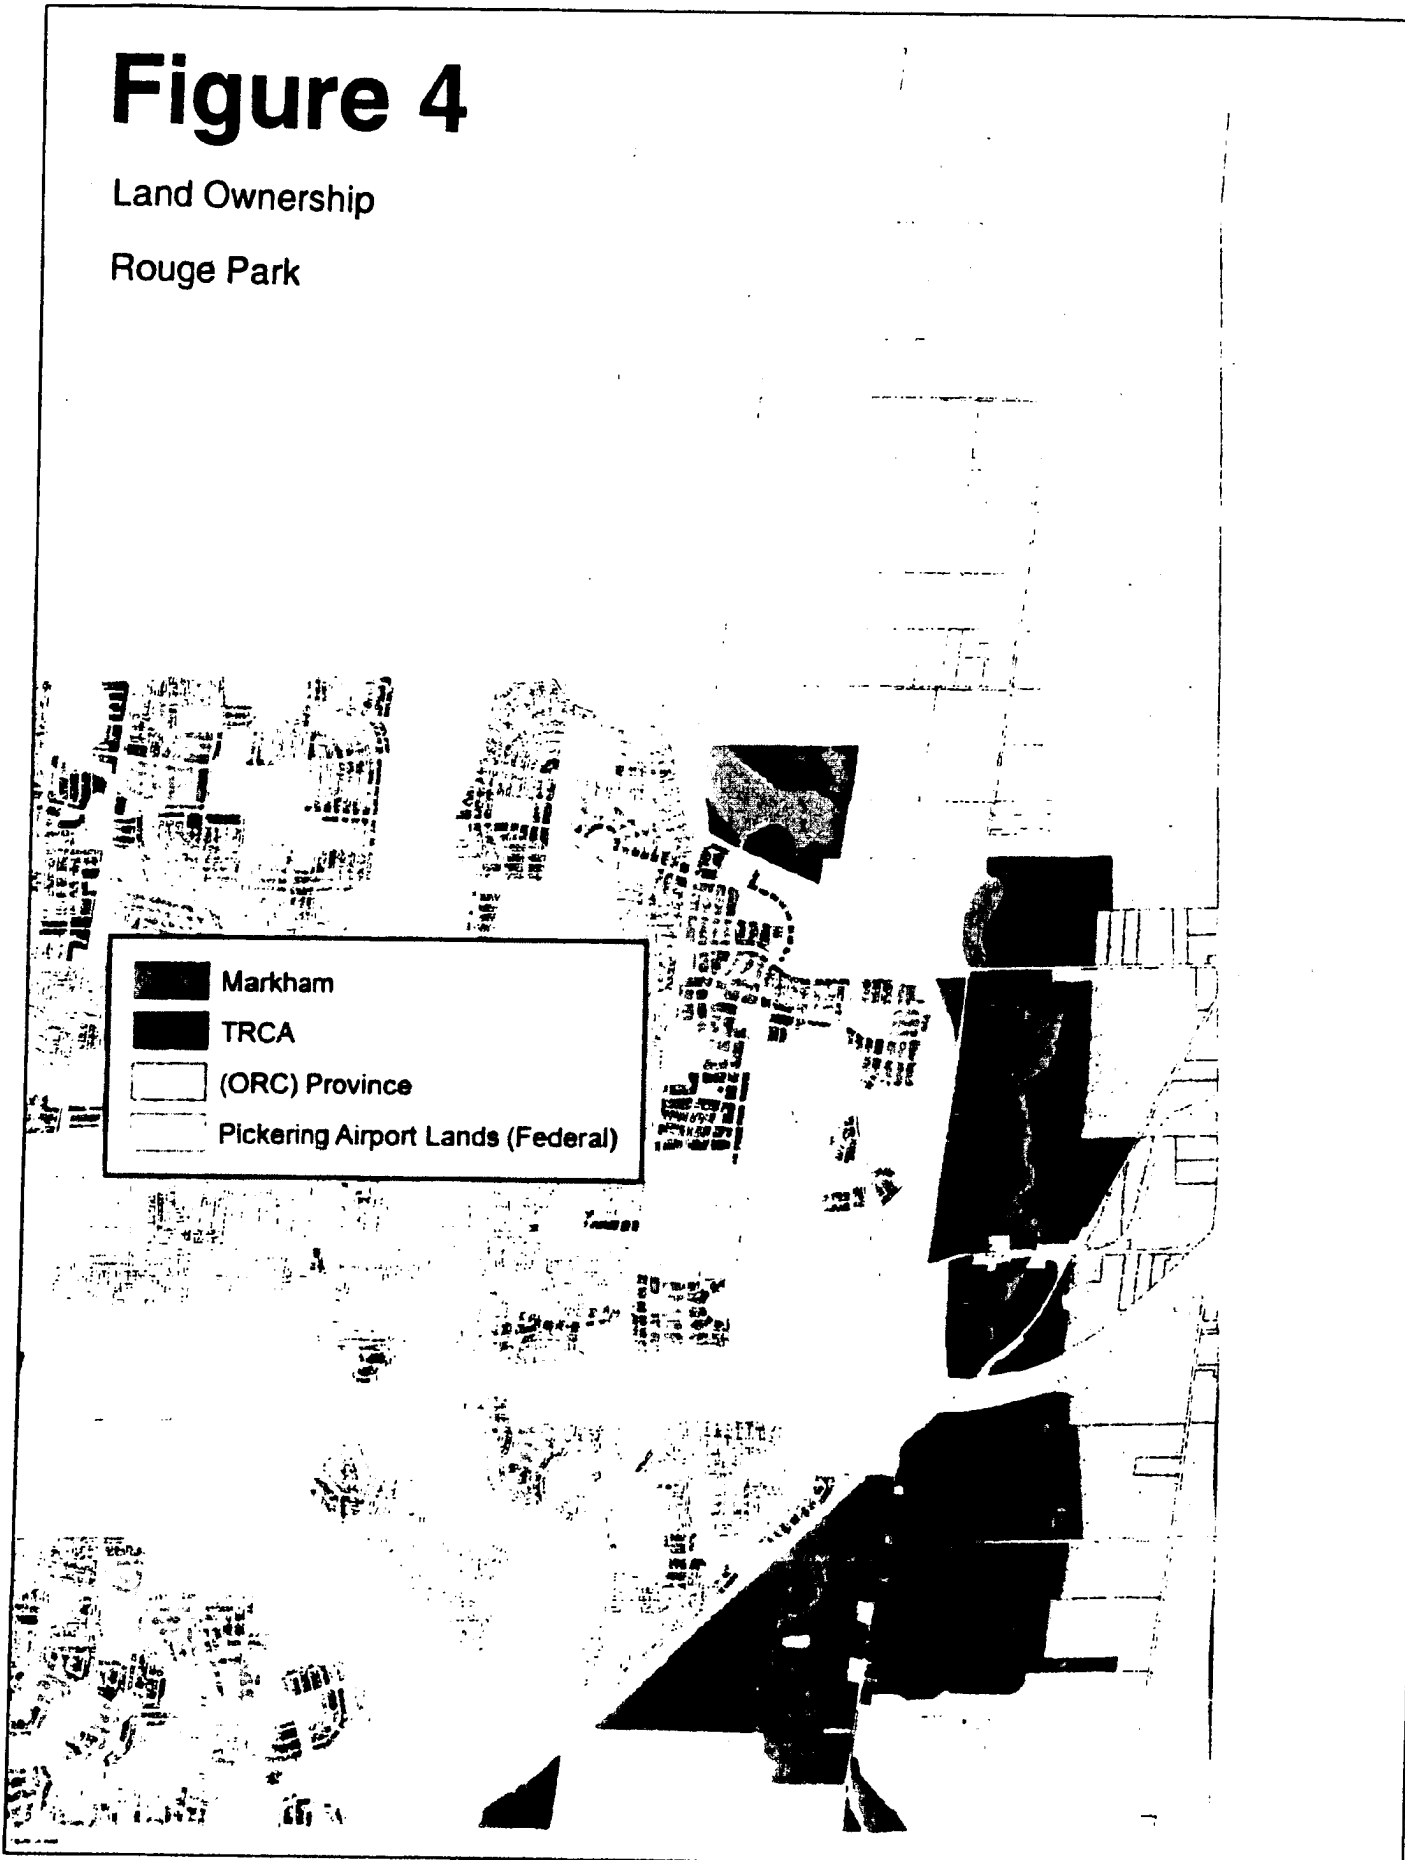 Figure 4
Land Ownership
Rouge Park
Markham
TRCA
(ORC) Province
Pickering Airport Lands (Federal)